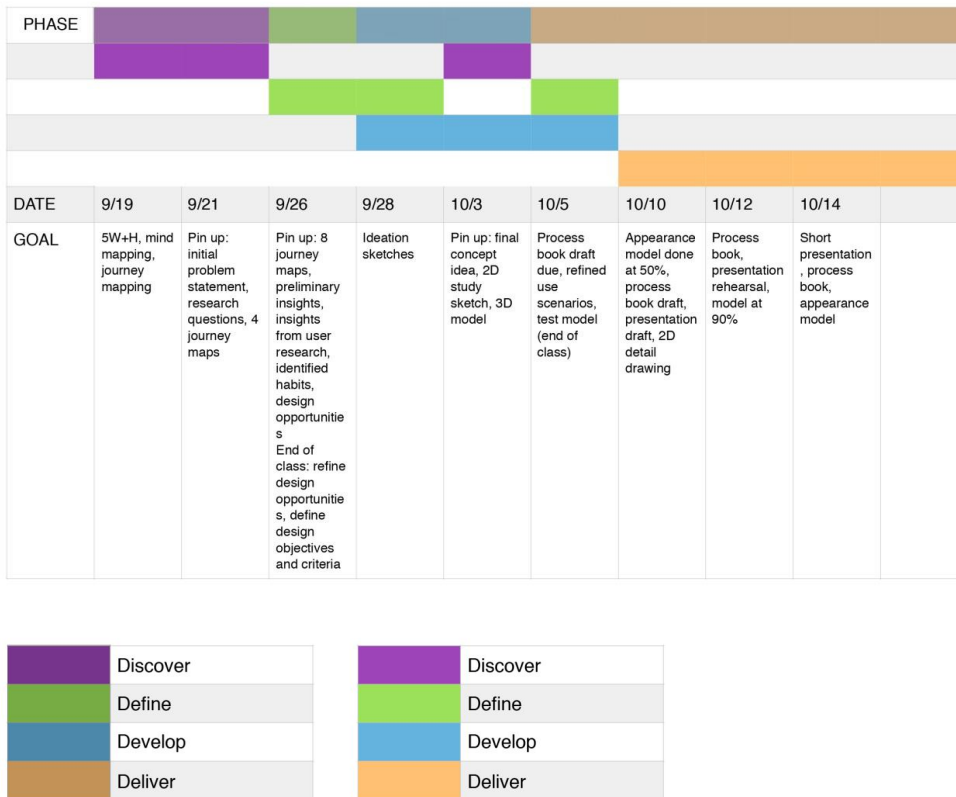 PHASE
DATE 9/19 9/21 9/26 9/28 10/3 10/5 10/10 10/12 10/14
GOAL
5W+H, mind
mapping,
journey
mapping
Pin up:
initial
problem
statement,
research
questions, 4
journey
maps
Pin up: 8
journey
maps,
preliminary
insights,
insights
from user
research,
identified
habits,
design
opportunitie
s
End of
class: refine
design
opportunitie
s, define
design
objectives
and criteria
Ideation
sketches
Pin up: final
concept
idea, 2D
study
sketch, 3D
model
Process
book draft
due, refined
use
scenarios,
test model
(end of
class)
Appearance
model done
at 50%,
process
book draft,
presentation
draft, 2D
detail
drawing
Process
book,
presentation
rehearsal,
model at
90%
Short
presentation
, process
book,
appearance
model
Discover
Define
Develop
Deliver
Discover
Define
Develop
Deliver